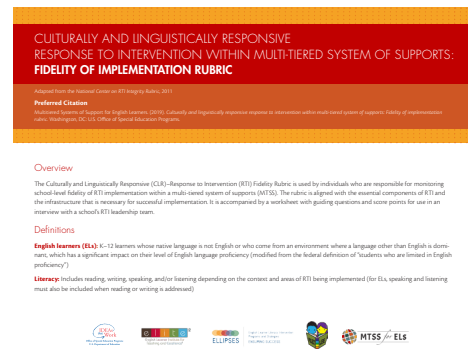 CULTURALLY AND LINGUISTICALLY RESPONSIVE
RESPONSE TO INTERVENTION WITHIN MULTI-TIERED SYSTEM OF SUPPORTS:
FIDELITY OF IMPLEMENTATION RUBRIC
Adapted from the National Center on RTI Integrity Rubric, 2011
Preferred Citation
Multitiered Systems of Support for English Learners. (2019). Culturally and linguistically responsive response to intervention within multi-tiered system of supports: Fidelity of implementation
rubric. Washington, DC: U.S. Office of Special Education Programs.
Overview
The Culturally and Linguistically Responsive (CLR)–Response to Intervention (RTI) Fidelity Rubric is used by individuals who are responsible for monitoring
school-level fidelity of RTI implementation within a multi-tiered system of supports (MTSS). The rubric is aligned with the essential components of RTI and
the infrastructure that is necessary for successful implementation. It is accompanied by a worksheet with guiding questions and score points for use in an
interview with a school's RTI leadership team.
Definitions
English learners (ELs): K–12 learners whose native language is not English or who come from an environment where a language other than English is domi-
nant, which has a significant impact on their level of English language proficiency (modified from the federal definition of "students who are limited in English
proficiency")
Literacy: Includes reading, writing, speaking, and/or listening depending on the context and areas of RTI being implemented (for ELs, speaking and listening
must also be included when reading or writing is addressed)
IDEAs that Work
elite
ELLIPSES
MTSS for ELs